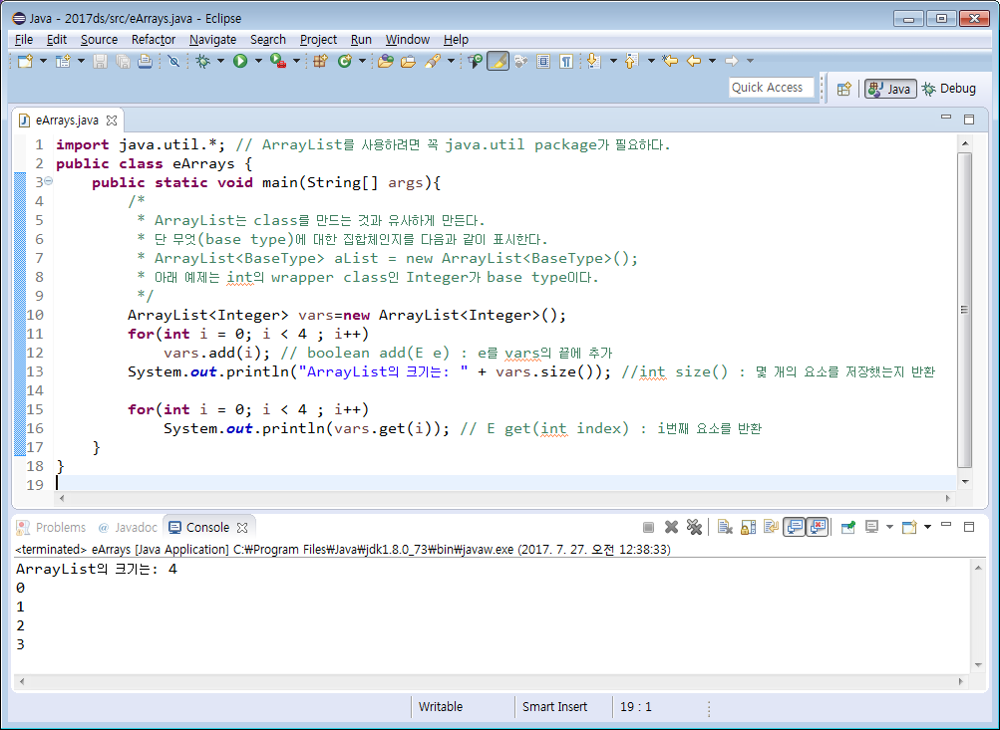 Java - 2017ds/src/eArrays.java - Eclipse
File Edit Source Refactor Navigate Search Project Run Window Help
Quick Access Java Debug
eArrays.java
1 import java.util.*; // ArrayList를 사용하려면 꼭 java.util package가 필요하다.
2 public class eArrays {
3 public static void main(String[] args){
4 /*
5 * ArrayList는 class를 만드는 것과 유사하게 만든다.
6 * 단 무엇(base type)에 대한 집합체인지를 다음과 같이 표시한다.
7 * ArrayList<BaseType> aList = new ArrayList<BaseType>();
8 * 아래 예제는 int의 wrapper class인 Integer가 base type이다.
9 */
10 ArrayList<Integer> vars=new ArrayList<Integer>();
11 for(int i = 0; i < 4 ; i++)
12 vars.add(i); // boolean add(E e) : e를 vars의 끝에 추가
13 System.out.println("ArrayList의 크기는: " + vars.size()); //int size() : 몇 개의 요소를 저장했는지 반환
14
15 for(int i = 0; i < 4 ; i++)
16 System.out.println(vars.get(i)); // E get(int index) : i번째 요소를 반환
17 }
18 }
19
Problems @ Javadoc Console
<terminated> eArrays [Java Application] C:₩Program Files₩Java₩jdk1.8.0_73₩bin₩javaw.exe (2017. 7. 27. 오전 12:38:33)
ArrayList의 크기는: 4
0
1
2
3
Writable Smart Insert 19 : 1